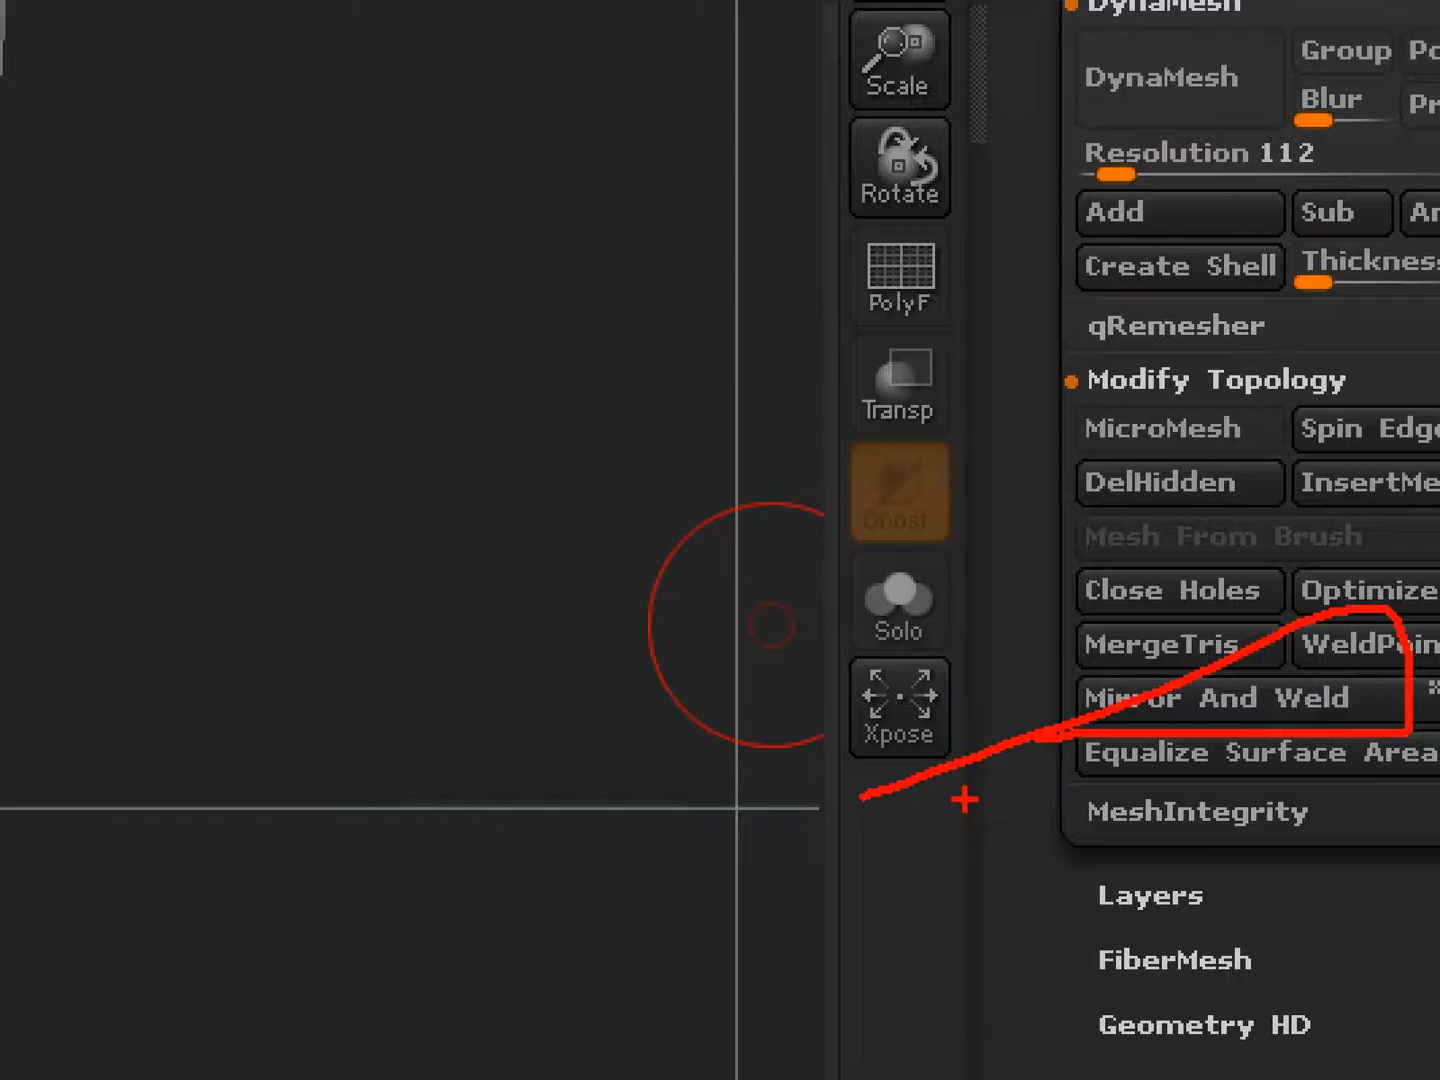 Scale
Rotate
PolyF
Transp
Ghost
Solo
Xpose
DynaMesh
DynaMesh
Group
Blur
Resolution 112
Add
Sub
Create Shell
qRemesher
Modify Topology
MicroMesh
Spin
DelHidden
Mesh From Brush
Close Holes
Optimize
MergeTris
Mirror And Weld
Equalize Surface Area
MeshIntegrity
Layers
FiberMesh
Geometry HD